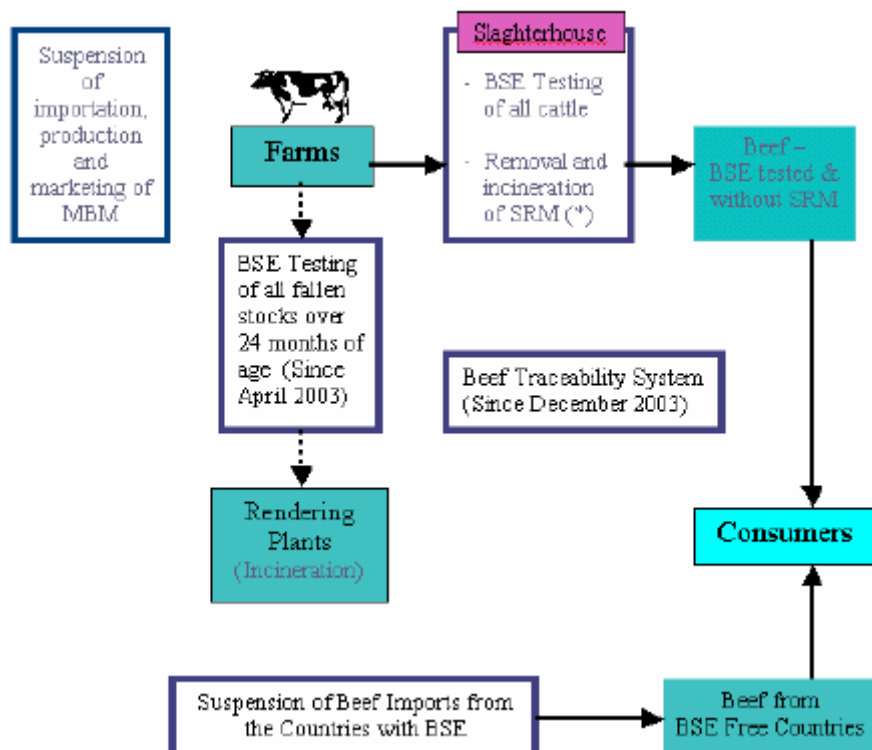 Suspension
of
importation,
production
and
marketing of
MBM
Farms
Slaghterhouse
- BSE Testing
of all cattle
- Removal and
incineration
of SRM (*)
Beef –
BSE tested &
without SRM
BSE Testing
of all fallen
stocks over
24 months of
age (Since
April 2003)
Beef Traceability System
(Since December 2003)
Rendering
Plants
(Incineration)
Consumers
Suspension of Beef Imports from
the Countries with BSE
Beef from
BSE Free Countries